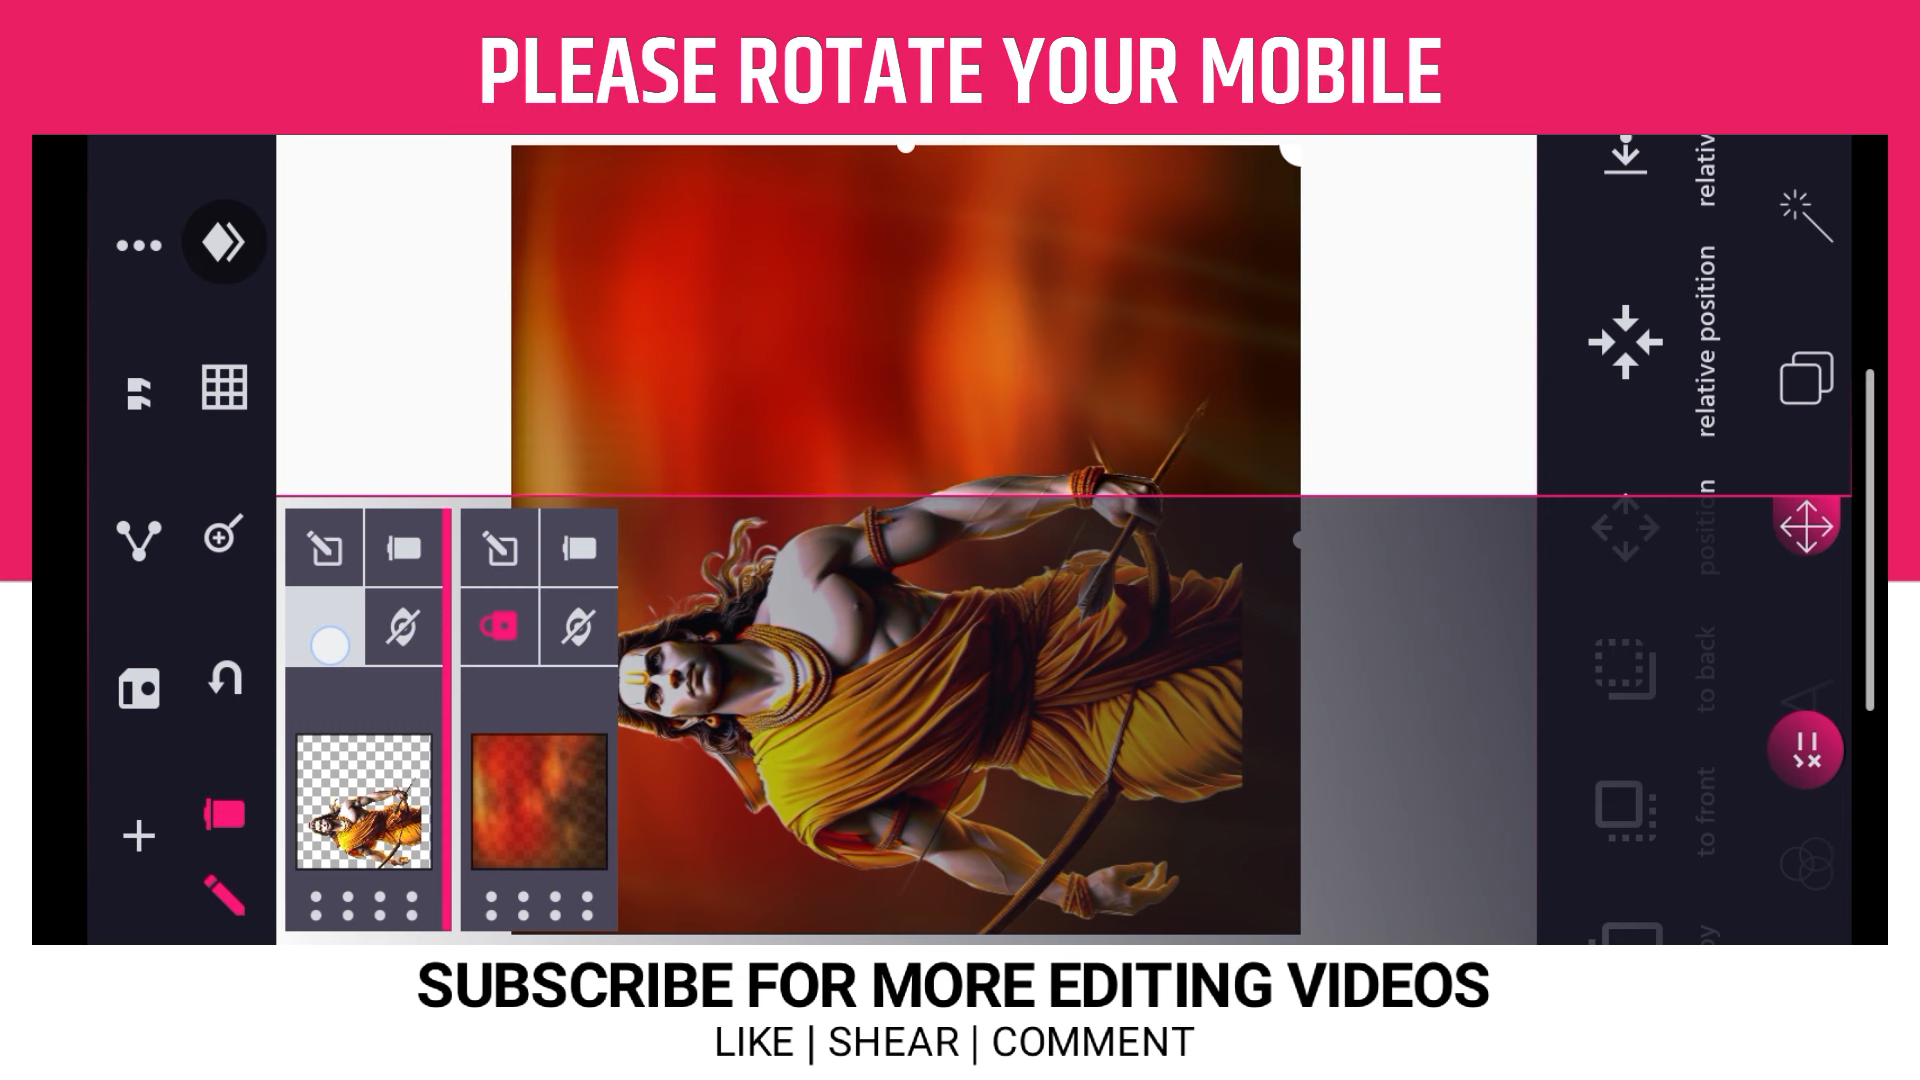 PLEASE ROTATE YOUR MOBILE
relativ
relative position
position
to back
to front
SUBSCRIBE FOR MORE EDITING VIDEOS
LIKE | SHEAR | COMMENT